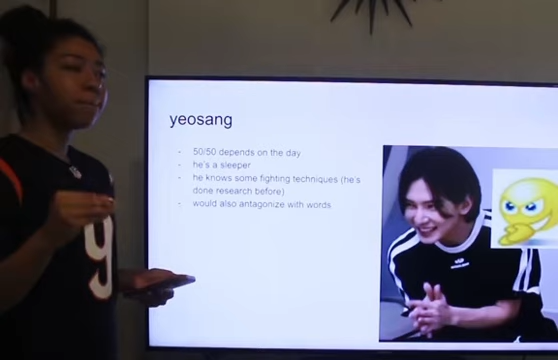 yeosang
- 50/50 depends on the day
- he's a sleeper
- he knows some fighting techniques (he's
done research before)
- would also antagonize with words
9